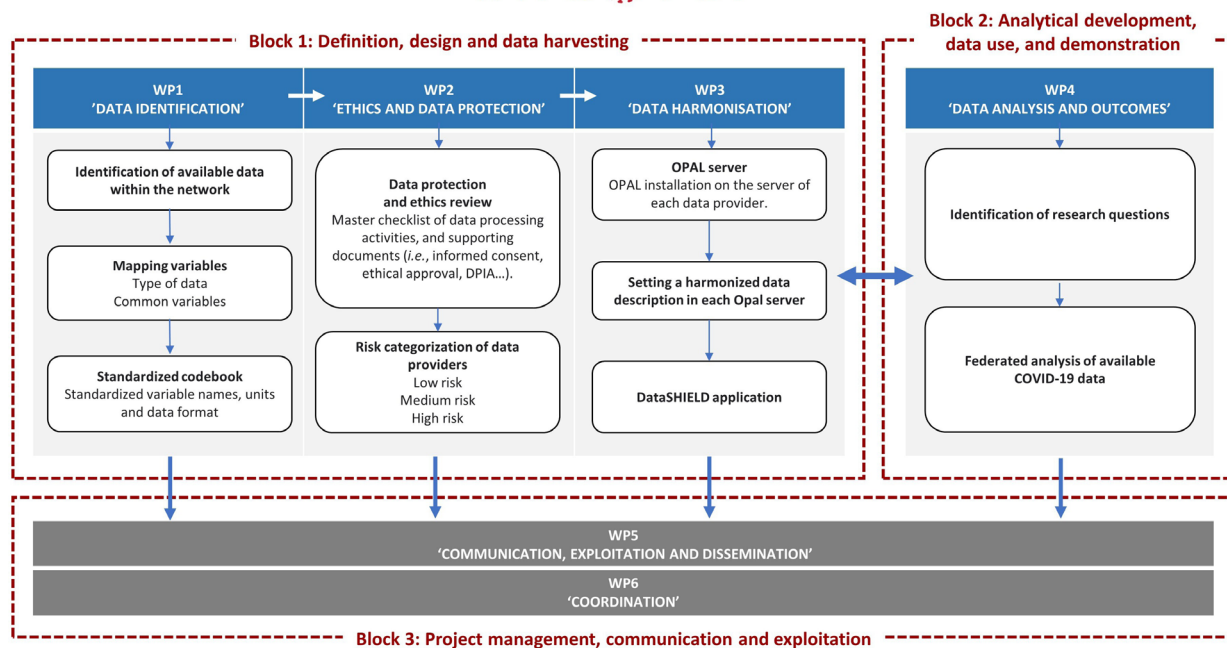 Block 1: Definition, design and data harvesting
Block 2: Analytical development,
data use, and demonstration
WP1
'DATA IDENTIFICATION'
Identification of available data
within the network
Mapping variables
Type of data
Common variables
Standardized codebook
Standardized variable names, units
and data format
WP2
'ETHICS AND DATA PROTECTION'
Data protection
and ethics review
Master checklist of data processing
activities, and supporting
documents (i.e., informed consent,
ethical approval, DPIA...).
Risk categorization of data
providers
Low risk
Medium risk
High risk
WP3
'DATA HARMONISATION'
OPAL server
OPAL installation on the server of
each data provider.
Setting a harmonized data
description in each Opal server
DataSHIELD application
WP4
'DATA ANALYSIS AND OUTCOMES'
Identification of research questions
Federated analysis of available
COVID-19 data
WP5
'COMMUNICATION, EXPLOITATION AND DISSEMINATION'
WP6
'COORDINATION'
Block 3: Project management, communication and exploitation